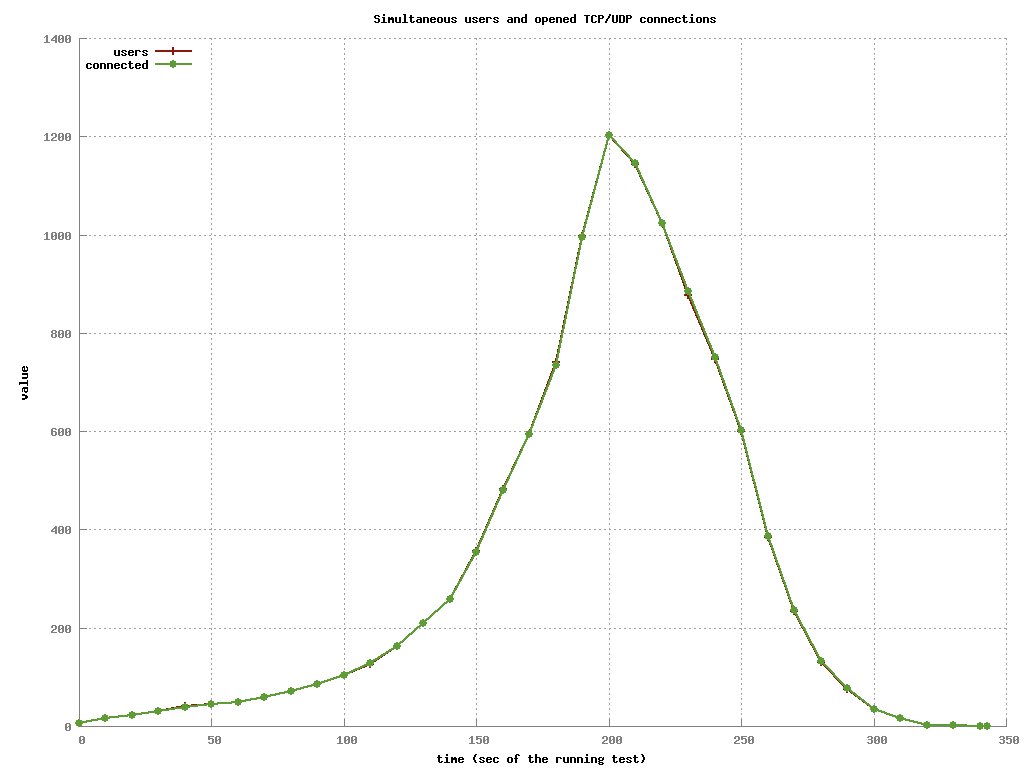 Simultaneous users and opened TCP/UDP connections
1400
users
connected
1200
1000
800
value
600
400
200
0
0 50 100 150 200 250 300 350
time (sec of the running test)